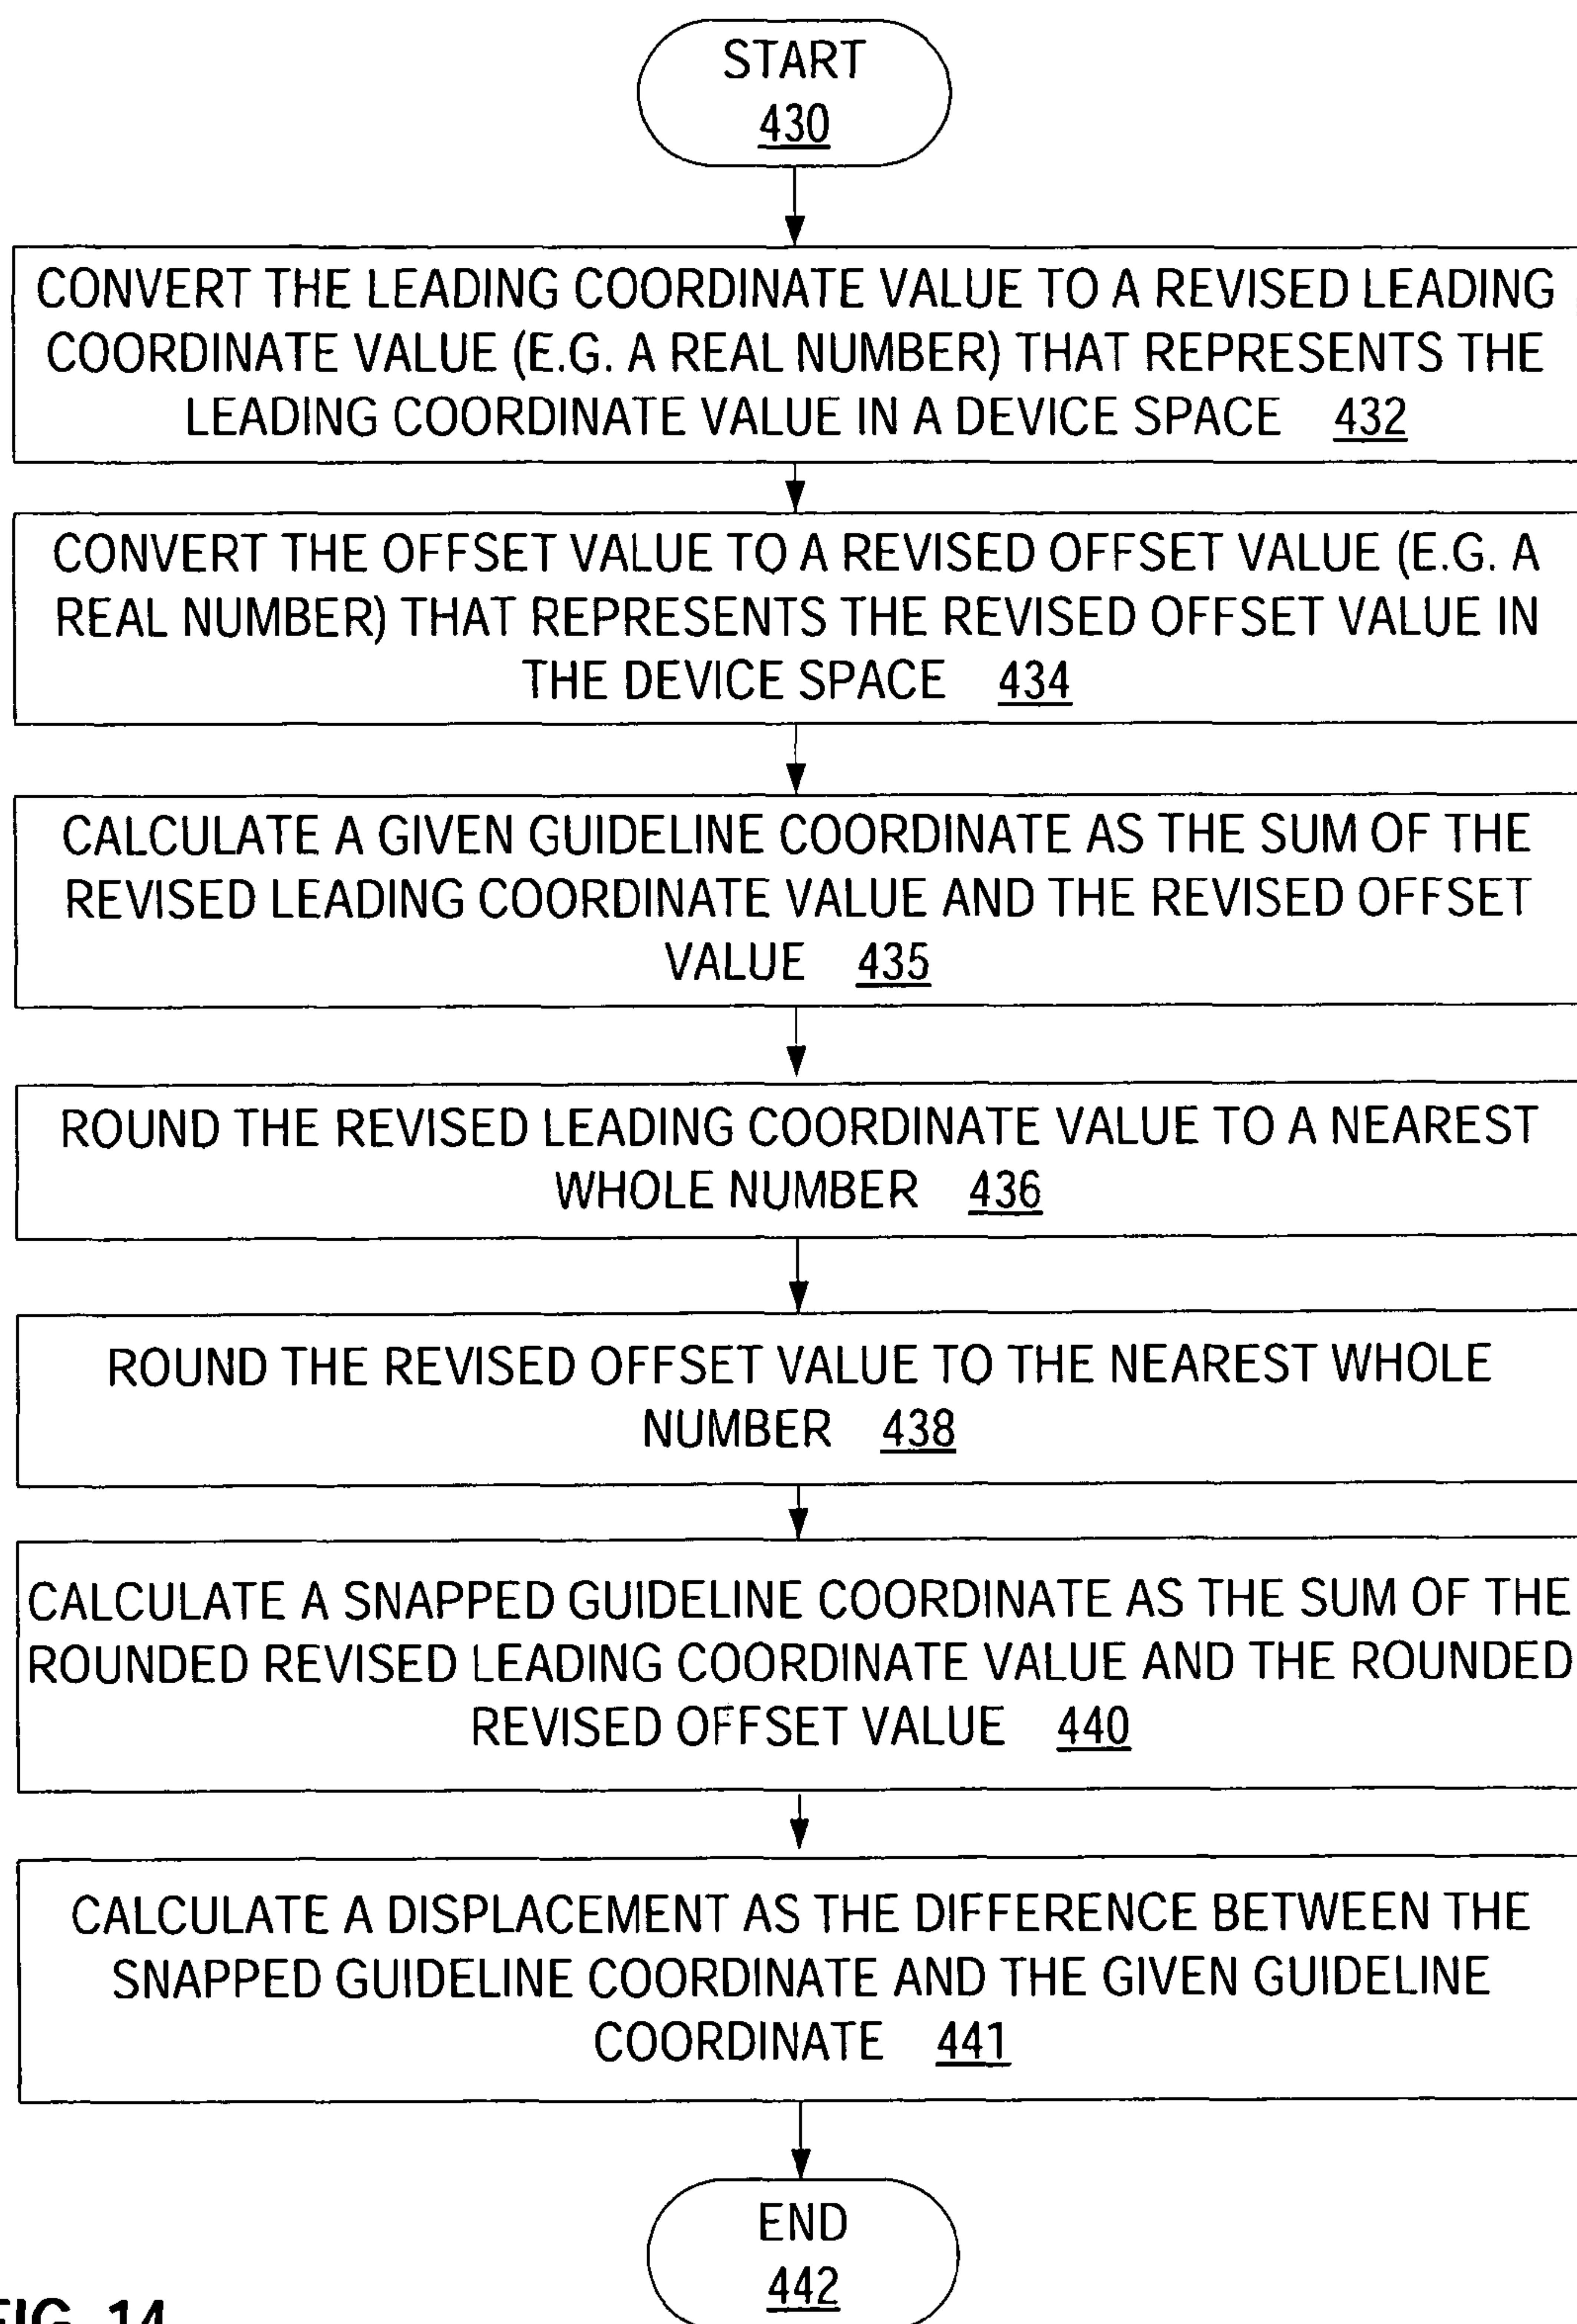 START
430
CONVERT THE LEADING COORDINATE VALUE TO A REVISED LEADING
COORDINATE VALUE (E.G. A REAL NUMBER) THAT REPRESENTS THE
LEADING COORDINATE VALUE IN A DEVICE SPACE 432
CONVERT THE OFFSET VALUE TO A REVISED OFFSET VALUE (E.G. A
REAL NUMBER) THAT REPRESENTS THE REVISED OFFSET VALUE IN
THE DEVICE SPACE 434
CALCULATE A GIVEN GUIDELINE COORDINATE AS THE SUM OF THE
REVISED LEADING COORDINATE VALUE AND THE REVISED OFFSET
VALUE 435
ROUND THE REVISED LEADING COORDINATE VALUE TO A NEAREST
WHOLE NUMBER 436
ROUND THE REVISED OFFSET VALUE TO THE NEAREST WHOLE
NUMBER 438
CALCULATE A SNAPPED GUIDELINE COORDINATE AS THE SUM OF THE
ROUNDED REVISED LEADING COORDINATE VALUE AND THE ROUNDED
REVISED OFFSET VALUE 440
CALCULATE A DISPLACEMENT AS THE DIFFERENCE BETWEEN THE
SNAPPED GUIDELINE COORDINATE AND THE GIVEN GUIDELINE
COORDINATE 441
END
442
FIG. 14